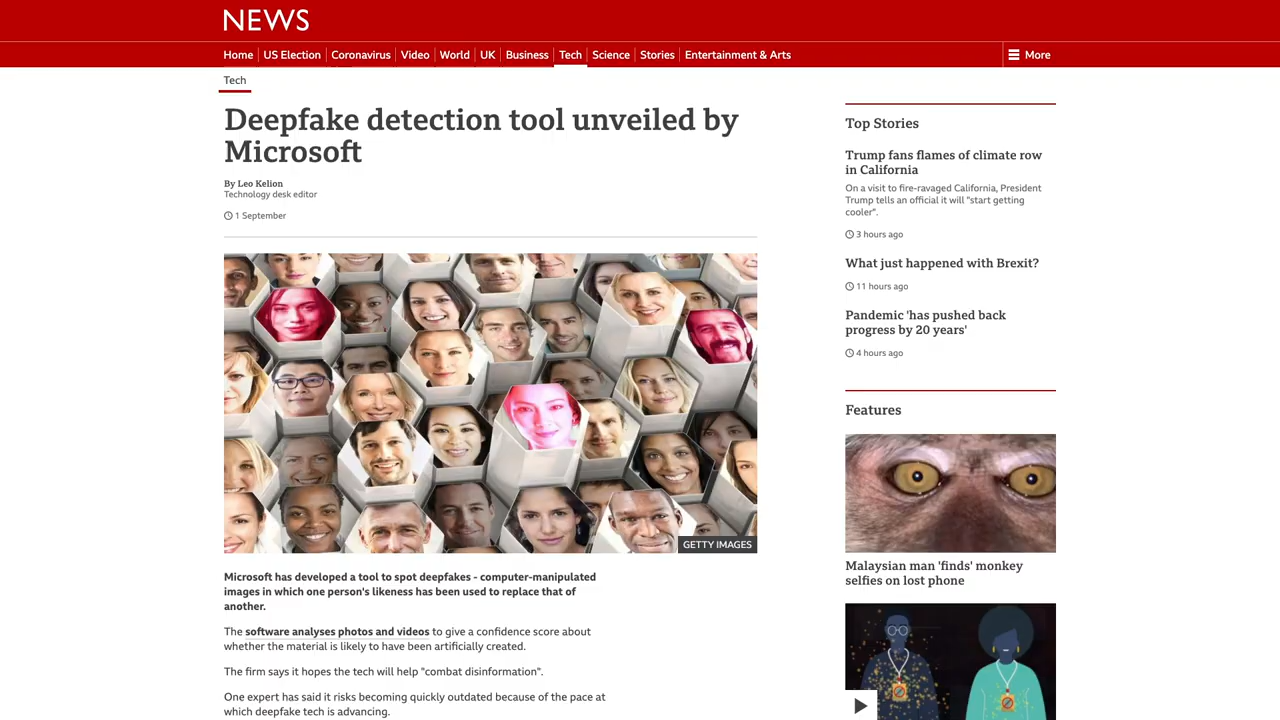 NEWS
Home
US Election
Coronavirus
Video
World
UK
Business
Tech
Science
Stories
Entertainment & Arts
More
Tech
Deepfake detection tool unveiled by
Microsoft
By Leo Kelion
Technology desk editor
1 September
GETTY IMAGES
Microsoft has developed a tool to spot deepfakes - computer-manipulated
images in which one person's likeness has been used to replace that of
another.
The software analyses photos and videos to give a confidence score about
whether the material is likely to have been artificially created.
The firm says it hopes the tech will help "combat disinformation".
One expert has said it risks becoming quickly outdated because of the pace at
which deepfake tech is advancing.
Top Stories
Trump fans flames of climate row
in California
On a visit to fire-ravaged California, President
Trump tells an official it will "start getting
cooler".
3 hours ago
What just happened with Brexit?
11 hours ago
Pandemic 'has pushed back
progress by 20 years'
4 hours ago
Features
Malaysian man 'finds' monkey
selfies on lost phone